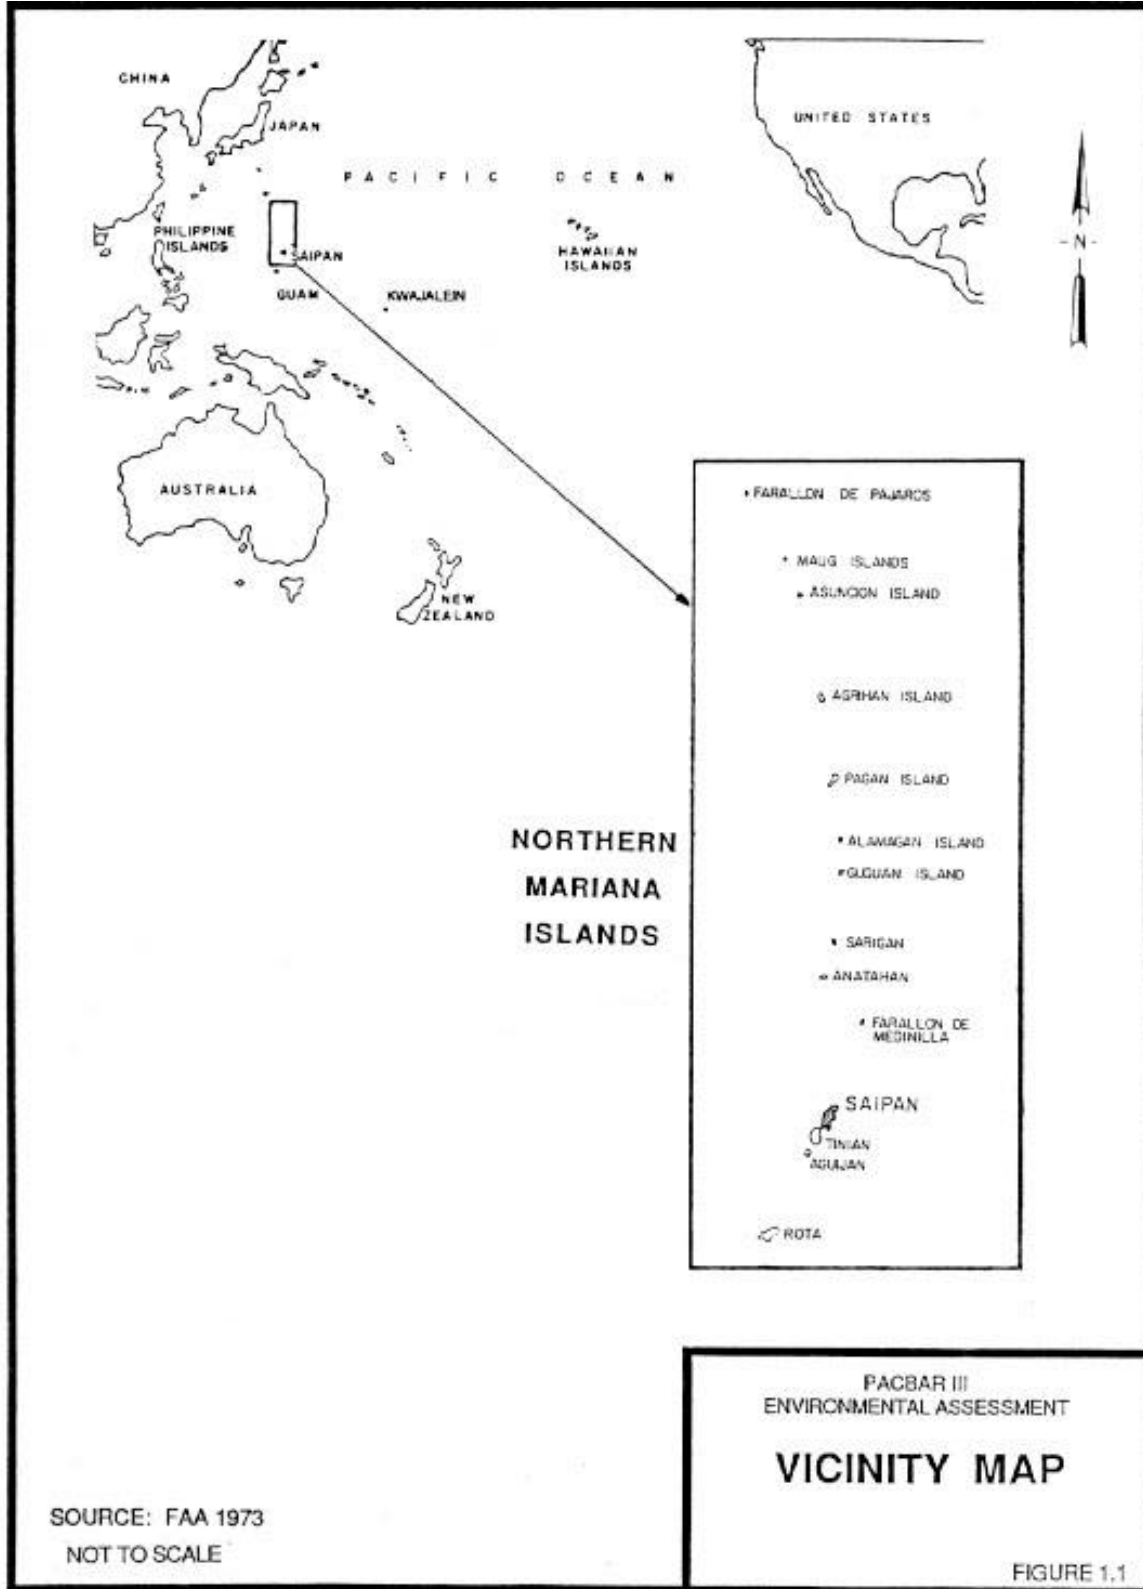 CHINA
JAPAN
UNITED STATES
PACIFIC OCEAN
-N-
PHILIPPINE
ISLANDS
SAIPAN
HAWAIIAN
ISLANDS
GUAM
KWAJALEIN
AUSTRALIA
NEW
ZEALAND
FARALLON DE PAJAROS
MAUG ISLANDS
ASUNCION ISLAND
AGRIHAN ISLAND
PAGAN ISLAND
NORTHERN
MARIANA
ISLANDS
ALAMAGAN ISLAND
GUGUAN ISLAND
SARIGAN
ANATAHAN
FARALLON DE
MEDINILLA
SAIPAN
TINIAN
AGUIJAN
ROTA
PACBAR III
ENVIRONMENTAL ASSESSMENT
VICINITY MAP
SOURCE: FAA 1973
NOT TO SCALE
FIGURE 1.1